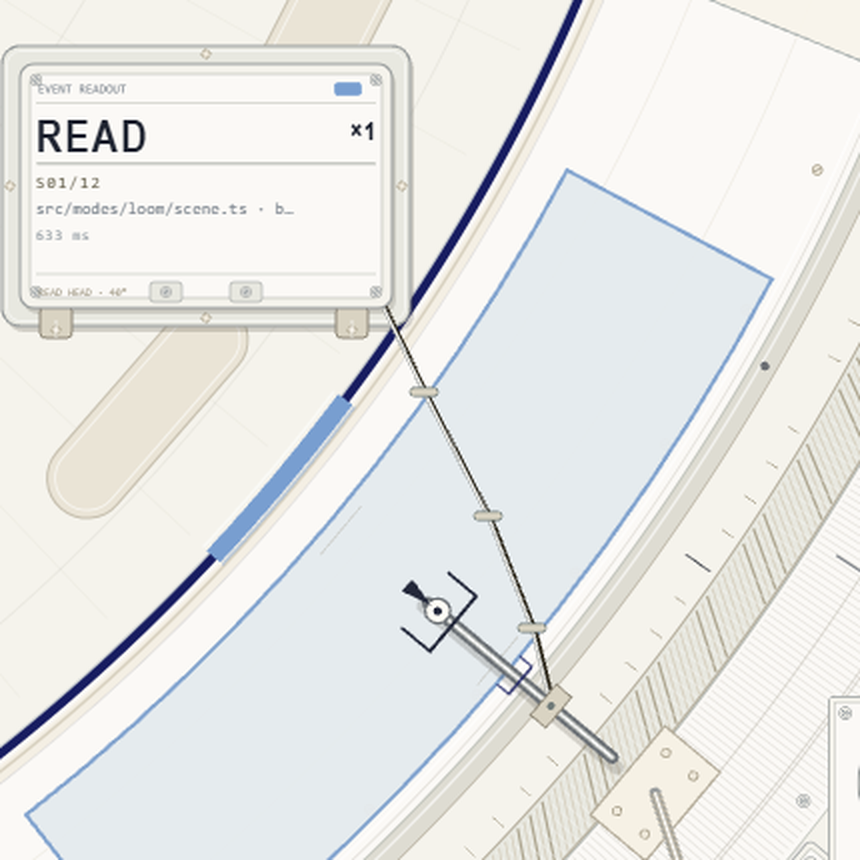 EVENT READOUT
READ
×1
S01/12
src/modes/loom/scene.ts · b…
633 ms
READ HEAD - 40°